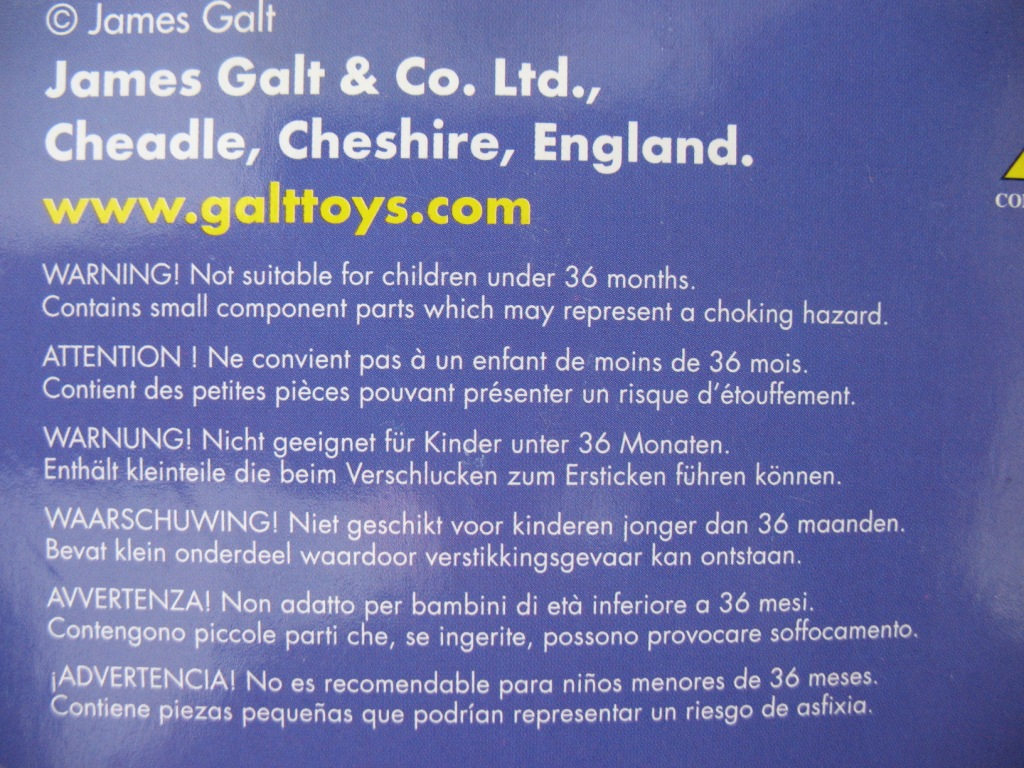 © James Galt
James Galt & Co. Ltd.,
Cheadle, Cheshire, England.
www.galttoys.com
WARNING! Not suitable for children under 36 months.
Contains small component parts which may represent a choking hazard.
ATTENTION ! Ne convient pas à un enfant de moins de 36 mois.
Contient des petites pièces pouvant présenter un risque d'étouffement.
WARNUNG! Nicht geeignet für Kinder unter 36 Monaten.
Enthält kleinteile die beim Verschlucken zum Ersticken führen können.
WAARSCHUWING! Niet geschikt voor kinderen jonger dan 36 maanden.
Bevat klein onderdeel waardoor verstikkingsgevaar kan ontstaan.
AVVERTENZA! Non adatto per bambini di età inferiore a 36 mesi.
Contengono piccole parti che, se ingerite, possono provocare soffocamento.
¡ADVERTENCIA! No es recomendable para niños menores de 36 meses.
Contiene piezas pequeñas que podrían representar un riesgo de asfixia.